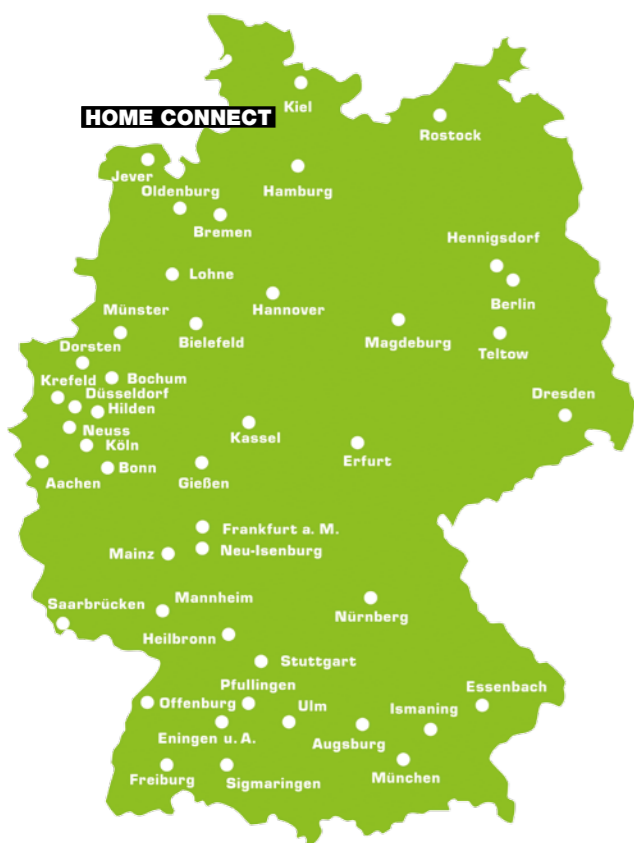 Kiel
HOME CONNECT
Rostock
Jever
Oldenburg
Hamburg
Bremen
Hennigsdorf
Lohne
Berlin
Münster
Hannover
Dorsten
Bielefeld
Magdeburg
Teltow
Krefeld
Bochum
Düsseldorf
Hilden
Dresden
Neuss
Kassel
Köln
Erfurt
Aachen
Bonn
Gießen
Frankfurt a. M.
Mainz
Neu-Isenburg
Saarbrücken
Mannheim
Nürnberg
Heilbronn
Stuttgart
Pfullingen
Essenbach
Offenburg
Ulm
Ismaning
Eningen u. A.
Augsburg
Freiburg
Sigmaringen
München